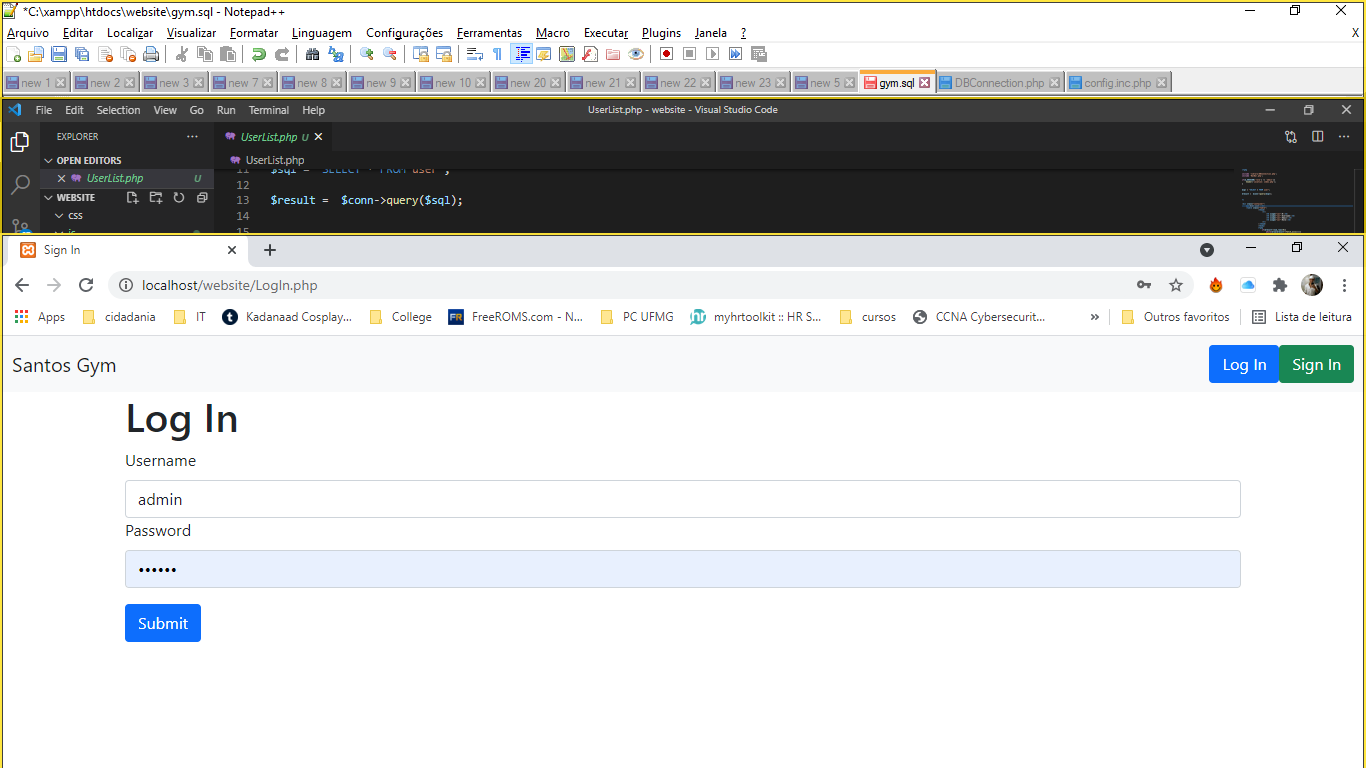 *C:\xampp\htdocs\website\gym.sql - Notepad++
Arquivo Editar Localizar Visualizar Formatar Linguagem Configurações Ferramentas Macro Executar Plugins Janela ? X
new 1 new 2 new 3 new 7 new 8 new 9 new 10 new 20 new 21 new 22 new 23 new 5 gym.sql DBConnection.php config.inc.php
File Edit Selection View Go Run Terminal Help UserList.php - website - Visual Studio Code
EXPLORER ··· UserList.php U
OPEN EDITORS UserList.php
UserList.php U 11 $sql = "SELECT * FROM user";
12
WEBSITE 13 $result = $conn->query($sql);
css 14
js 15
Sign In
localhost/website/LogIn.php
Apps cidadania IT Kadanaad Cosplay... College FreeROMS.com - N... PC UFMG myhrtoolkit :: HR S... cursos CCNA Cybersecurit... » Outros favoritos Lista de leitura
Santos Gym Log In Sign In
Log In
Username
admin
Password
••••••
Submit